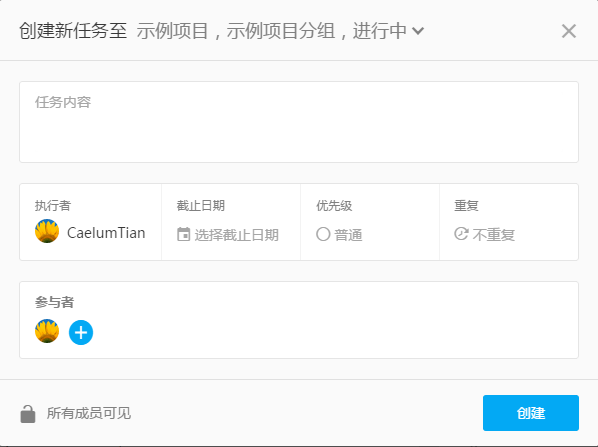 创建新任务至 示例项目，示例项目分组，进行中
任务内容
执行者 截止日期 优先级 重复
CaelumTian 选择截止日期 普通 不重复
参与者
所有成员可见 创建